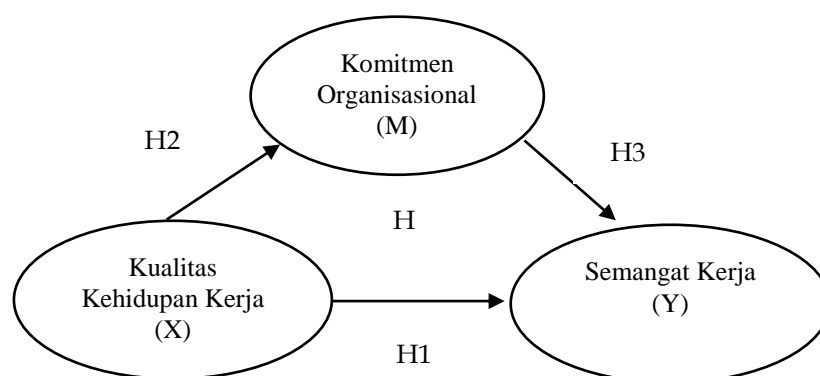 Komitmen
Organisasional
(M)
H2
H3
H
Kualitas
Kehidupan Kerja
(X)
Semangat Kerja
(Y)
H1